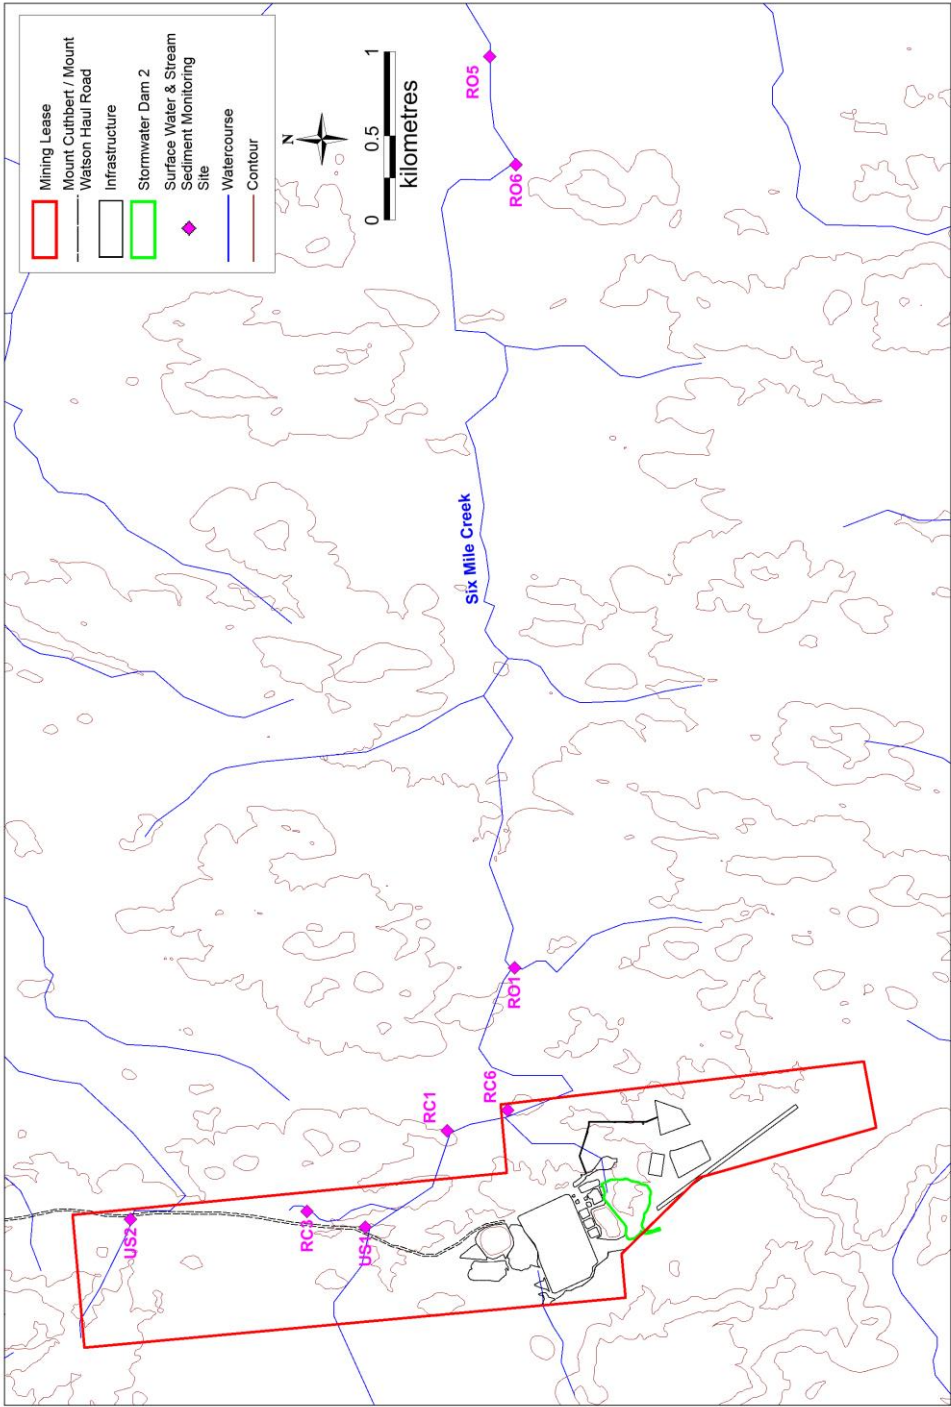 Mining Lease
Mount Cuthbert / Mount
Watson Haul Road
Infrastructure
Stormwater Dam 2
Surface Water & Stream
Sediment Monitoring
Site
Watercourse
Contour
N
0 0.5 1
kilometres
US2
RC3
US1
RC1
RC6
RO1
Six Mile Creek
RO6
RO5